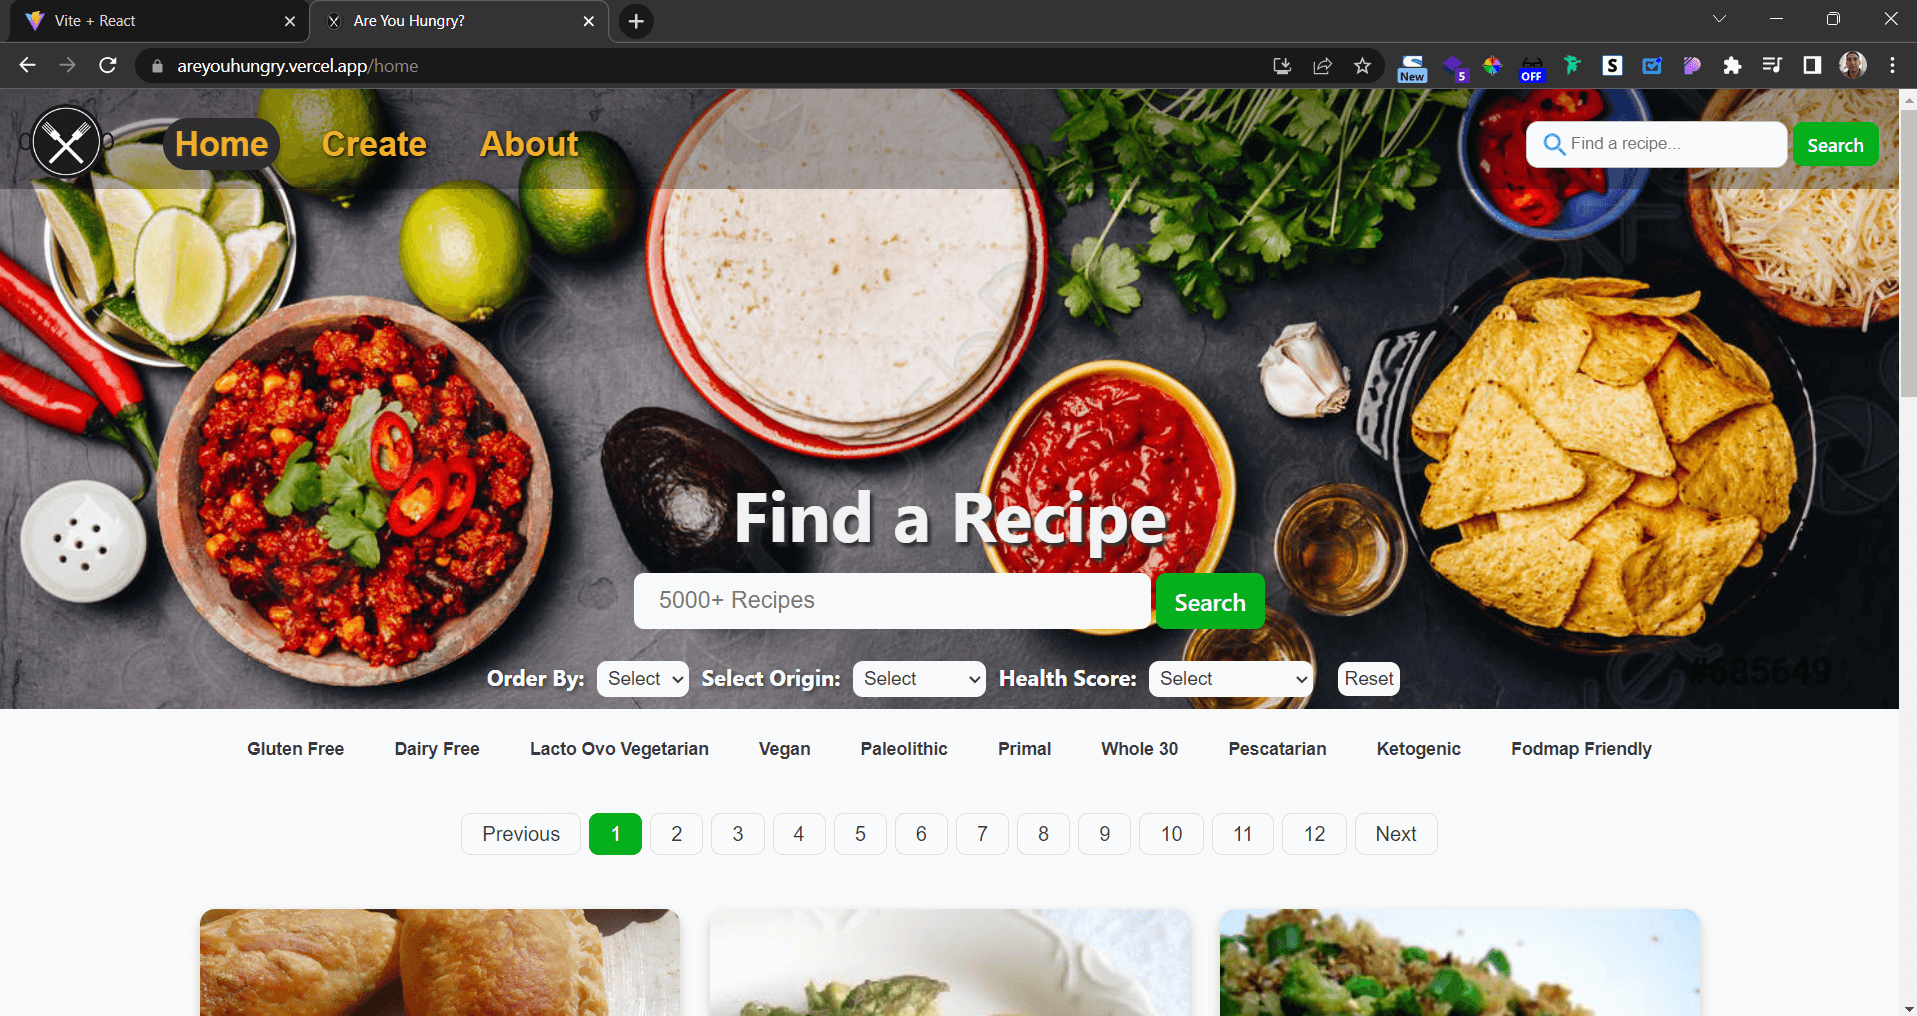 Vite + React
Are You Hungry?
areyouhungry.vercel.app/home
New
5
OFF
S
Home
Create
About
Find a recipe...
Search
Find a Recipe
5000+ Recipes
Search
Order By: Select Select Origin: Select Health Score: Select Reset
#685649
Gluten Free Dairy Free Lacto Ovo Vegetarian Vegan Paleolithic Primal Whole 30 Pescatarian Ketogenic Fodmap Friendly
Previous 1 2 3 4 5 6 7 8 9 10 11 12 Next